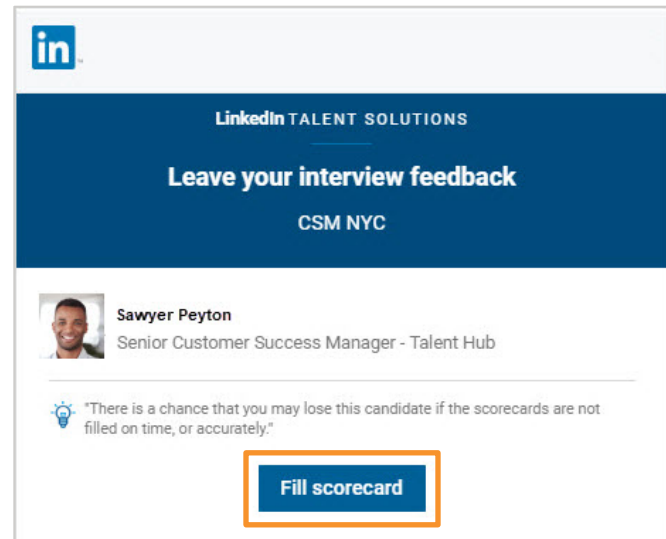 in
LinkedIn TALENT SOLUTIONS
Leave your interview feedback
CSM NYC
Sawyer Peyton
Senior Customer Success Manager - Talent Hub
"There is a chance that you may lose this candidate if the scorecards are not
filled on time, or accurately."
Fill scorecard